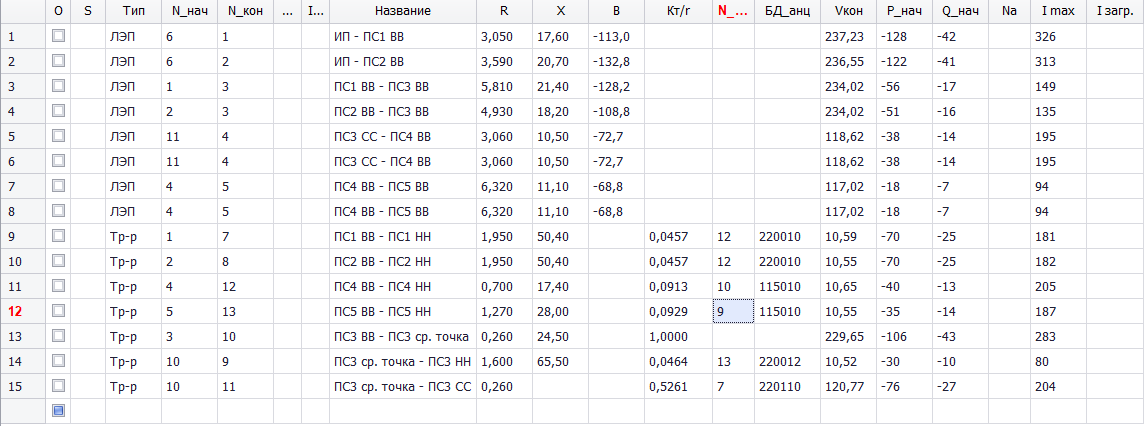 O S Тип N_нач N_кон ... I... Название R X B Кт/r N_... БД_анц Vкон P_нач Q_нач Na I max I загр.
1 ЛЭП 6 1 ИП - ПС1 ВВ 3,050 17,60 -113,0 237,23 -128 -42 326
2 ЛЭП 6 2 ИП - ПС2 ВВ 3,590 20,70 -132,8 236,55 -122 -41 313
3 ЛЭП 1 3 ПС1 ВВ - ПС3 ВВ 5,810 21,40 -128,2 234,02 -56 -17 149
4 ЛЭП 2 3 ПС2 ВВ - ПС3 ВВ 4,930 18,20 -108,8 234,02 -51 -16 135
5 ЛЭП 11 4 ПС3 СС - ПС4 ВВ 3,060 10,50 -72,7 118,62 -38 -14 195
6 ЛЭП 11 4 ПС3 СС - ПС4 ВВ 3,060 10,50 -72,7 118,62 -38 -14 195
7 ЛЭП 4 5 ПС4 ВВ - ПС5 ВВ 6,320 11,10 -68,8 117,02 -18 -7 94
8 ЛЭП 4 5 ПС4 ВВ - ПС5 ВВ 6,320 11,10 -68,8 117,02 -18 -7 94
9 Тр-р 1 7 ПС1 ВВ - ПС1 НН 1,950 50,40 0,0457 12 220010 10,59 -70 -25 181
10 Тр-р 2 8 ПС2 ВВ - ПС2 НН 1,950 50,40 0,0457 12 220010 10,55 -70 -25 182
11 Тр-р 4 12 ПС4 ВВ - ПС4 НН 0,700 17,40 0,0913 10 115010 10,65 -40 -13 205
12 Тр-р 5 13 ПС5 ВВ - ПС5 НН 1,270 28,00 0,0929 9 115010 10,55 -35 -14 187
13 Тр-р 3 10 ПС3 ВВ - ПС3 ср. точка 0,260 24,50 1,0000 229,65 -106 -43 283
14 Тр-р 10 9 ПС3 ср. точка - ПС3 НН 1,600 65,50 0,0464 13 220012 10,52 -30 -10 80
15 Тр-р 10 11 ПС3 ср. точка - ПС3 СС 0,260 0,5261 7 220110 120,77 -76 -27 204